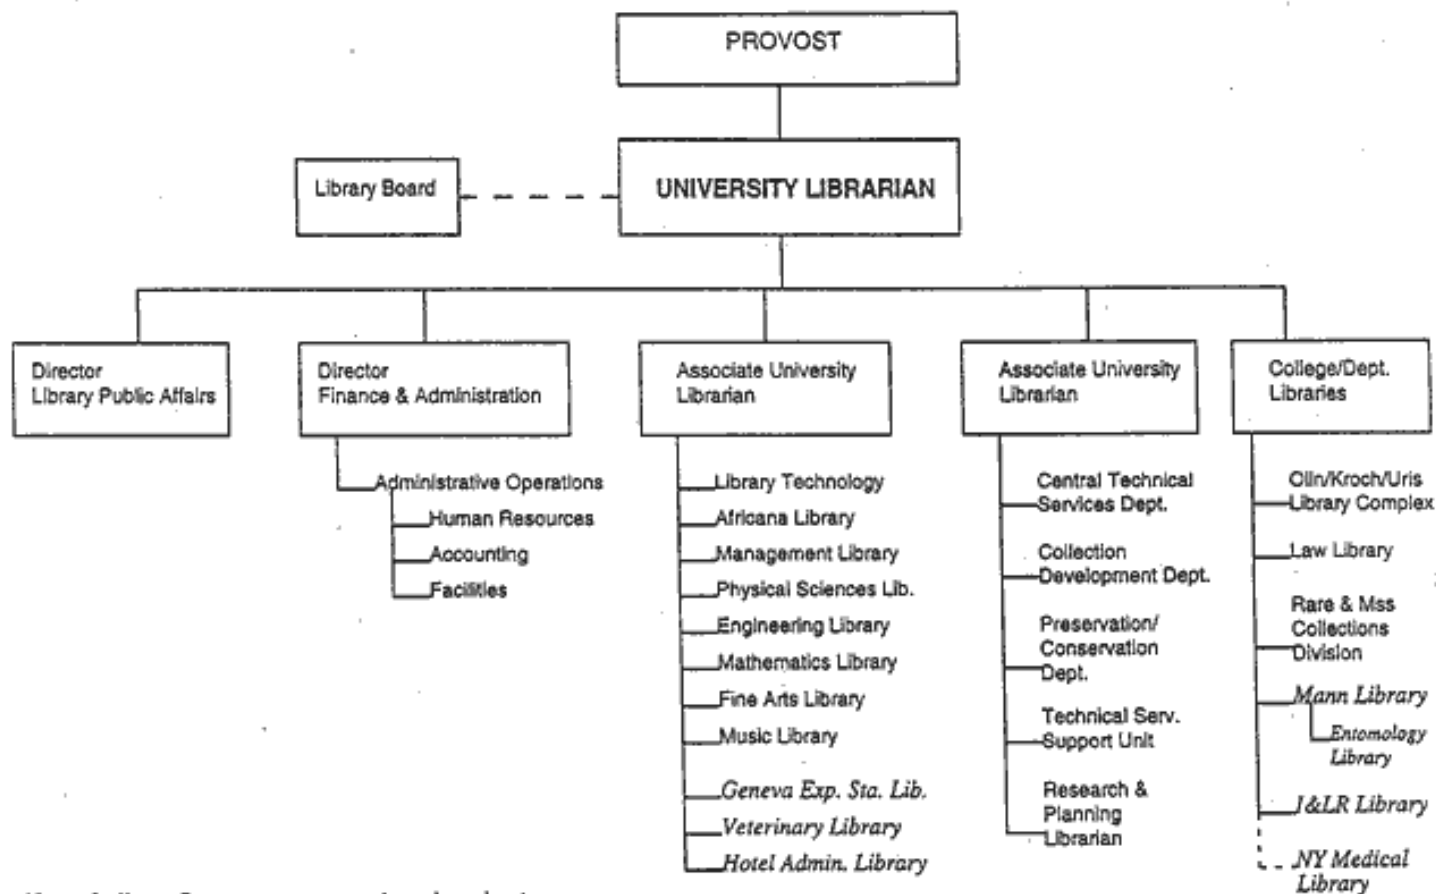 PROVOST
Library Board
UNIVERSITY LIBRARIAN
Director
Library Public Affairs
Director
Finance & Administration
Administrative Operations
Human Resources
Accounting
Facilities
Associate University
Librarian
Library Technology
Africana Library
Management Library
Physical Sciences Lib.
Engineering Library
Mathematics Library
Fine Arts Library
Music Library
Geneva Exp. Sta. Lib.
Veterinary Library
Hotel Admin. Library
Associate University
Librarian
Central Technical
Services Dept.
Collection
Development Dept.
Preservation/
Conservation
Dept.
Technical Serv.
Support Unit
Research &
Planning
Librarian
College/Dept.
Libraries
Olin/Kroch/Uris
Library Complex
Law Library
Rare & Mss
Collections
Division
Mann Library
Entomology
Library
I&LR Library
NY Medical
Library